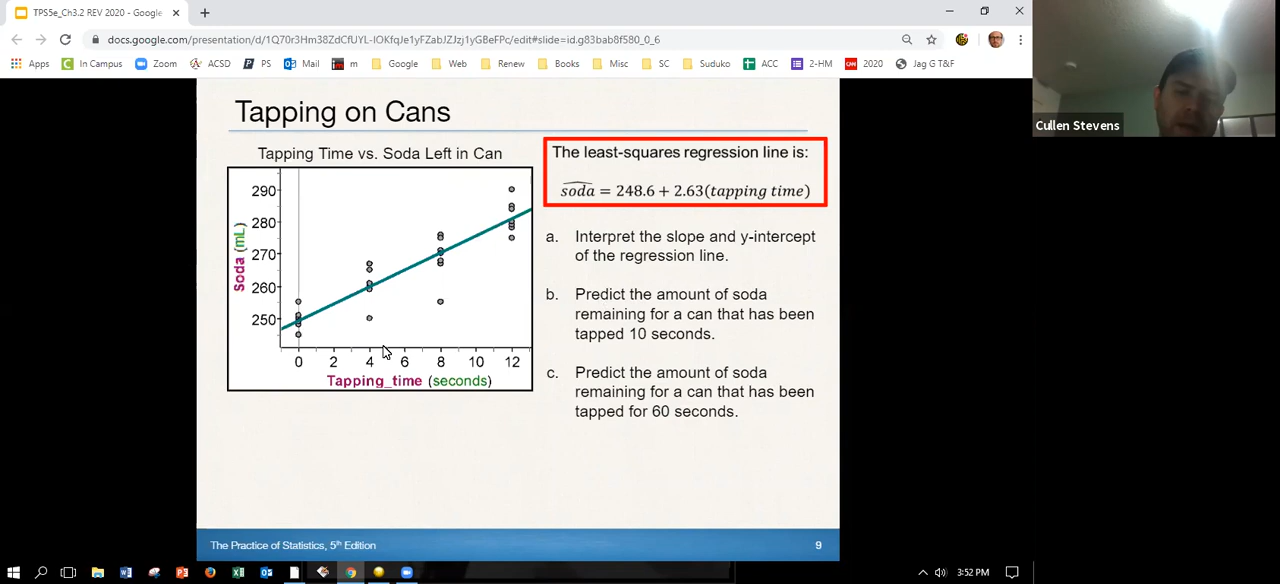 TPS5e_Ch3.2 REV 2020 - Google
docs.google.com/presentation/d/1Q70r3Hm38ZdCfUYL-IOKfqJe1yFZabJZJzj1yGBeFPc/edit#slide=id.g83bab8f580_0_6
Apps In Campus Zoom ACSD PS Mail m Google Web Renew Books Misc SC Suduko ACC 2-HM 2020 Jag G T&F
Cullen Stevens
Tapping on Cans
Tapping Time vs. Soda Left in Can
290
280
270
260
250
Soda (mL)
0 2 4 6 8 10 12
Tapping_time (seconds)
The least-squares regression line is:
soda = 248.6 + 2.63(tapping time)
a. Interpret the slope and y-intercept
of the regression line.
b. Predict the amount of soda
remaining for a can that has been
tapped 10 seconds.
c. Predict the amount of soda
remaining for a can that has been
tapped for 60 seconds.
The Practice of Statistics, 5th Edition
9
3:52 PM